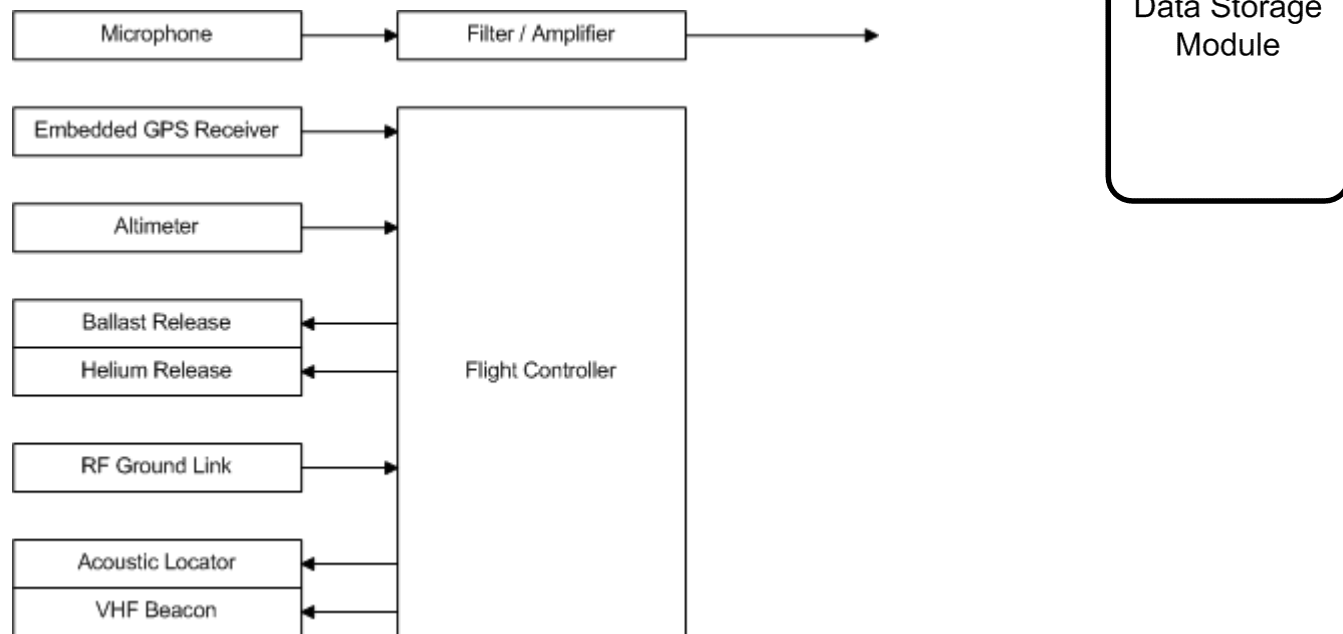 Data Storage
Module
Microphone
Filter / Amplifier
Embedded GPS Receiver
Altimeter
Ballast Release
Helium Release
Flight Controller
RF Ground Link
Acoustic Locator
VHF Beacon